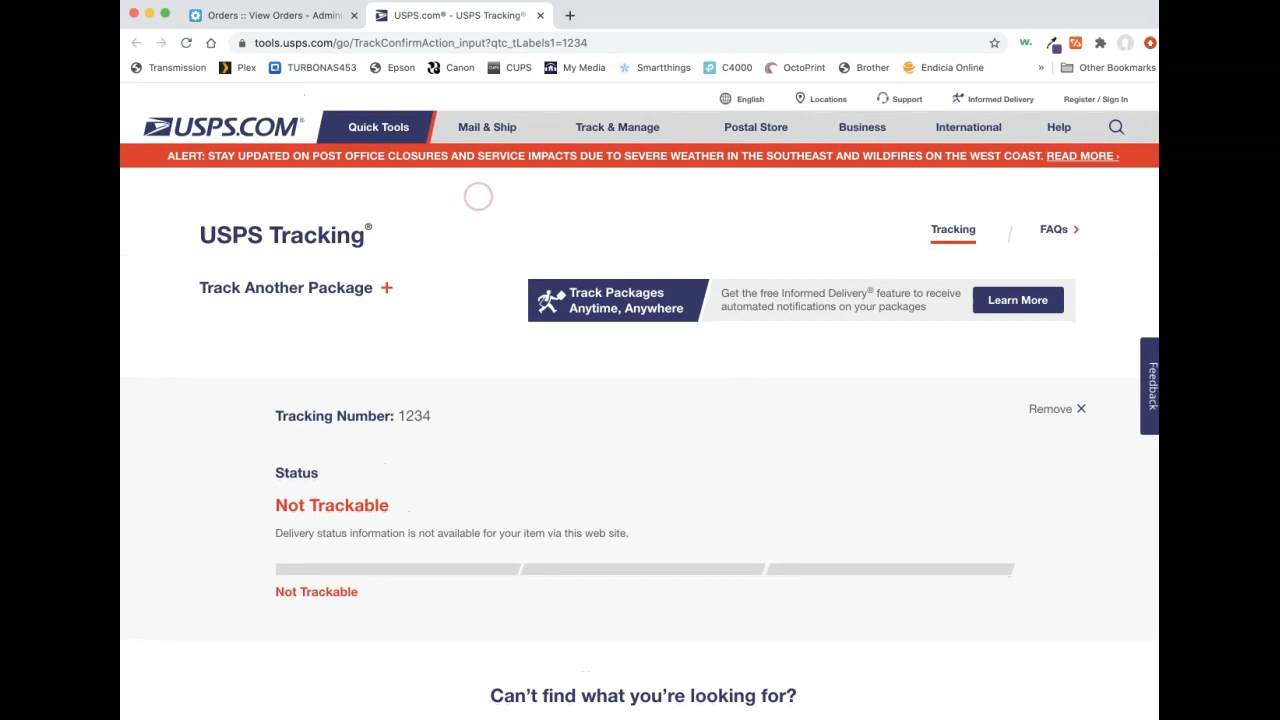 Orders :: View Orders - Admini
USPS.com® - USPS Tracking®
tools.usps.com/go/TrackConfirmAction_input?qtc_tLabels1=1234
w.
Transmission
Plex
TURBONAS453
Epson
Canon
CUPS
CUPS
My Media
Smartthings
C4000
OctoPrint
Brother
Endicia Online
»
Other Bookmarks
English
Locations
Support
Informed Delivery
Register / Sign In
USPS.COM®
Quick Tools
Mail & Ship
Track & Manage
Postal Store
Business
International
Help
ALERT: STAY UPDATED ON POST OFFICE CLOSURES AND SERVICE IMPACTS DUE TO SEVERE WEATHER IN THE SOUTHEAST AND WILDFIRES ON THE WEST COAST. READ MORE ›
USPS Tracking®
Tracking
FAQs
Track Another Package +
Track Packages
Anytime, Anywhere
Get the free Informed Delivery® feature to receive
automated notifications on your packages
Learn More
Feedback
Tracking Number: 1234
Remove X
Status
Not Trackable
Delivery status information is not available for your item via this web site.
Not Trackable
Can't find what you're looking for?